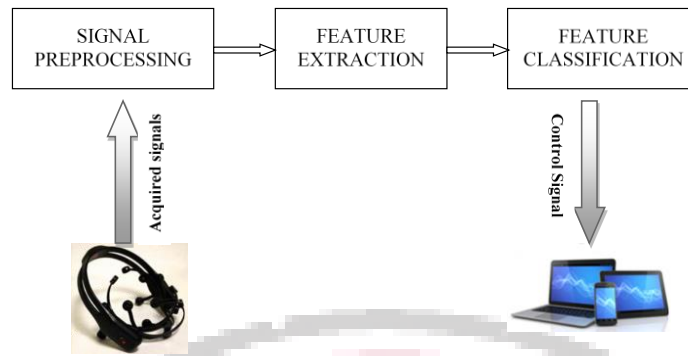 SIGNAL
PREPROCESSING
FEATURE
EXTRACTION
FEATURE
CLASSIFICATION
Acquired signals
Control Signal